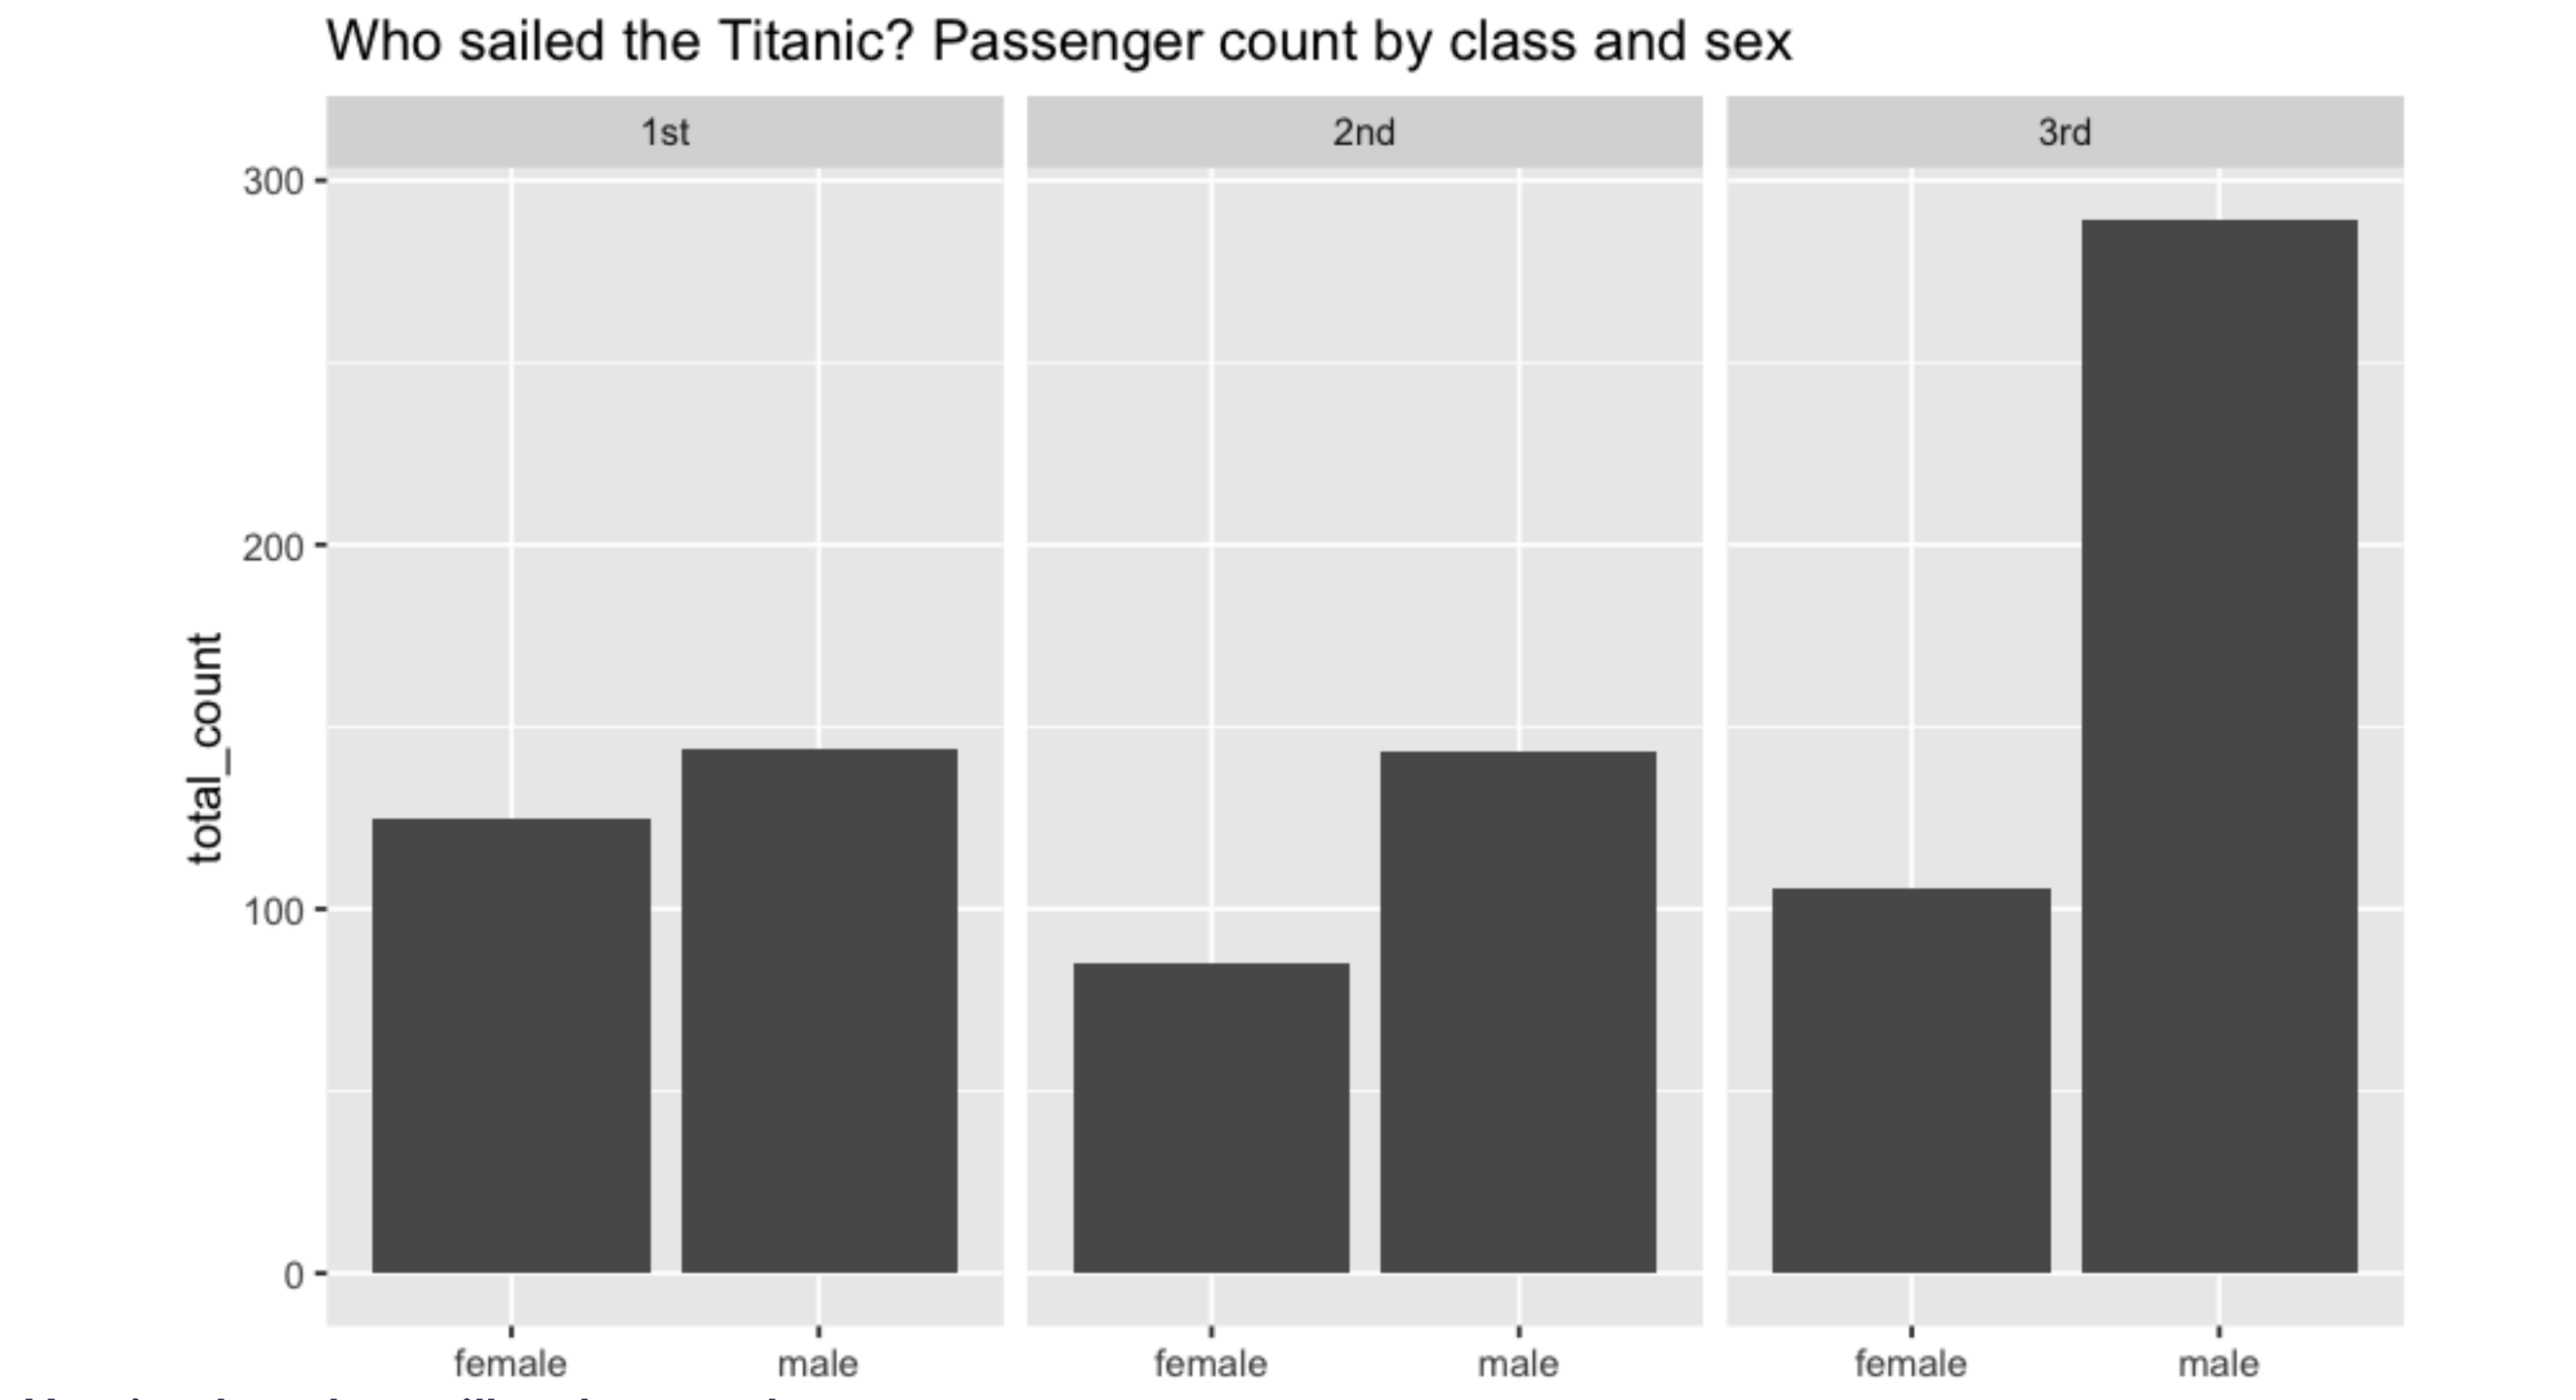 Who sailed the Titanic? Passenger count by class and sex
1st 2nd 3rd
300
200
100
0
total_count
female male female male female male